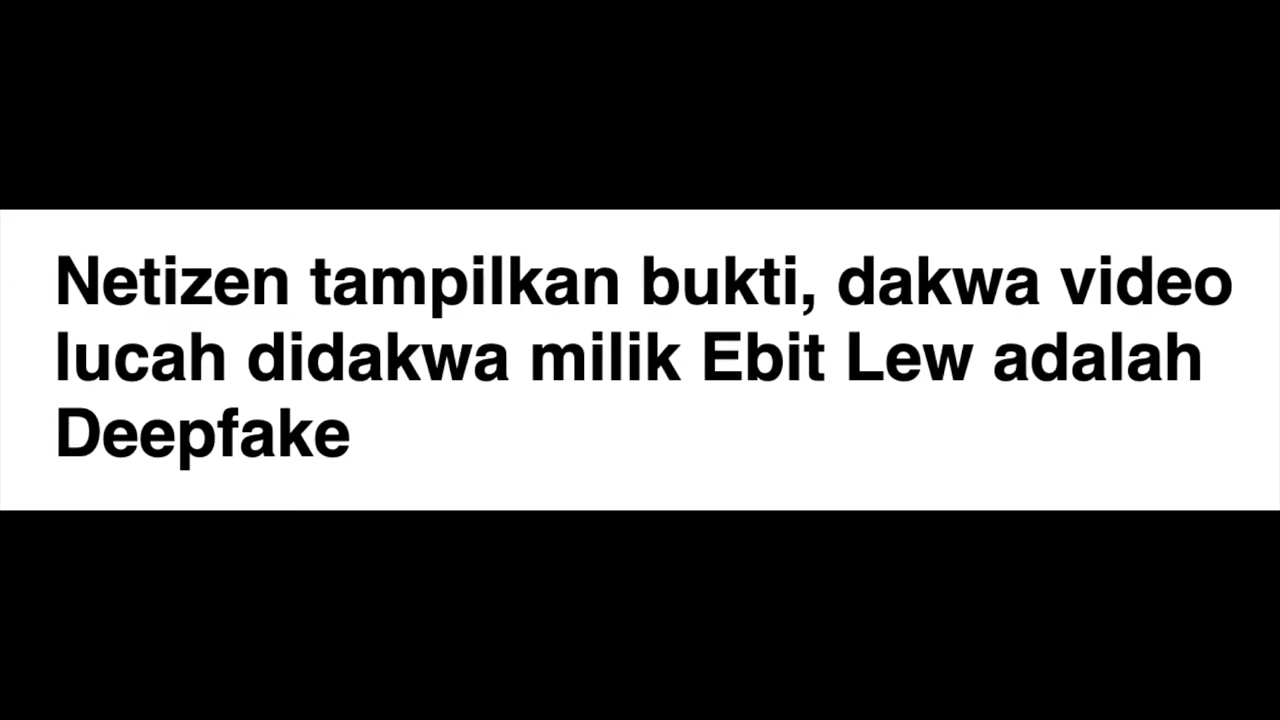 Netizen tampilkan bukti, dakwa video
lucah didakwa milik Ebit Lew adalah
Deepfake